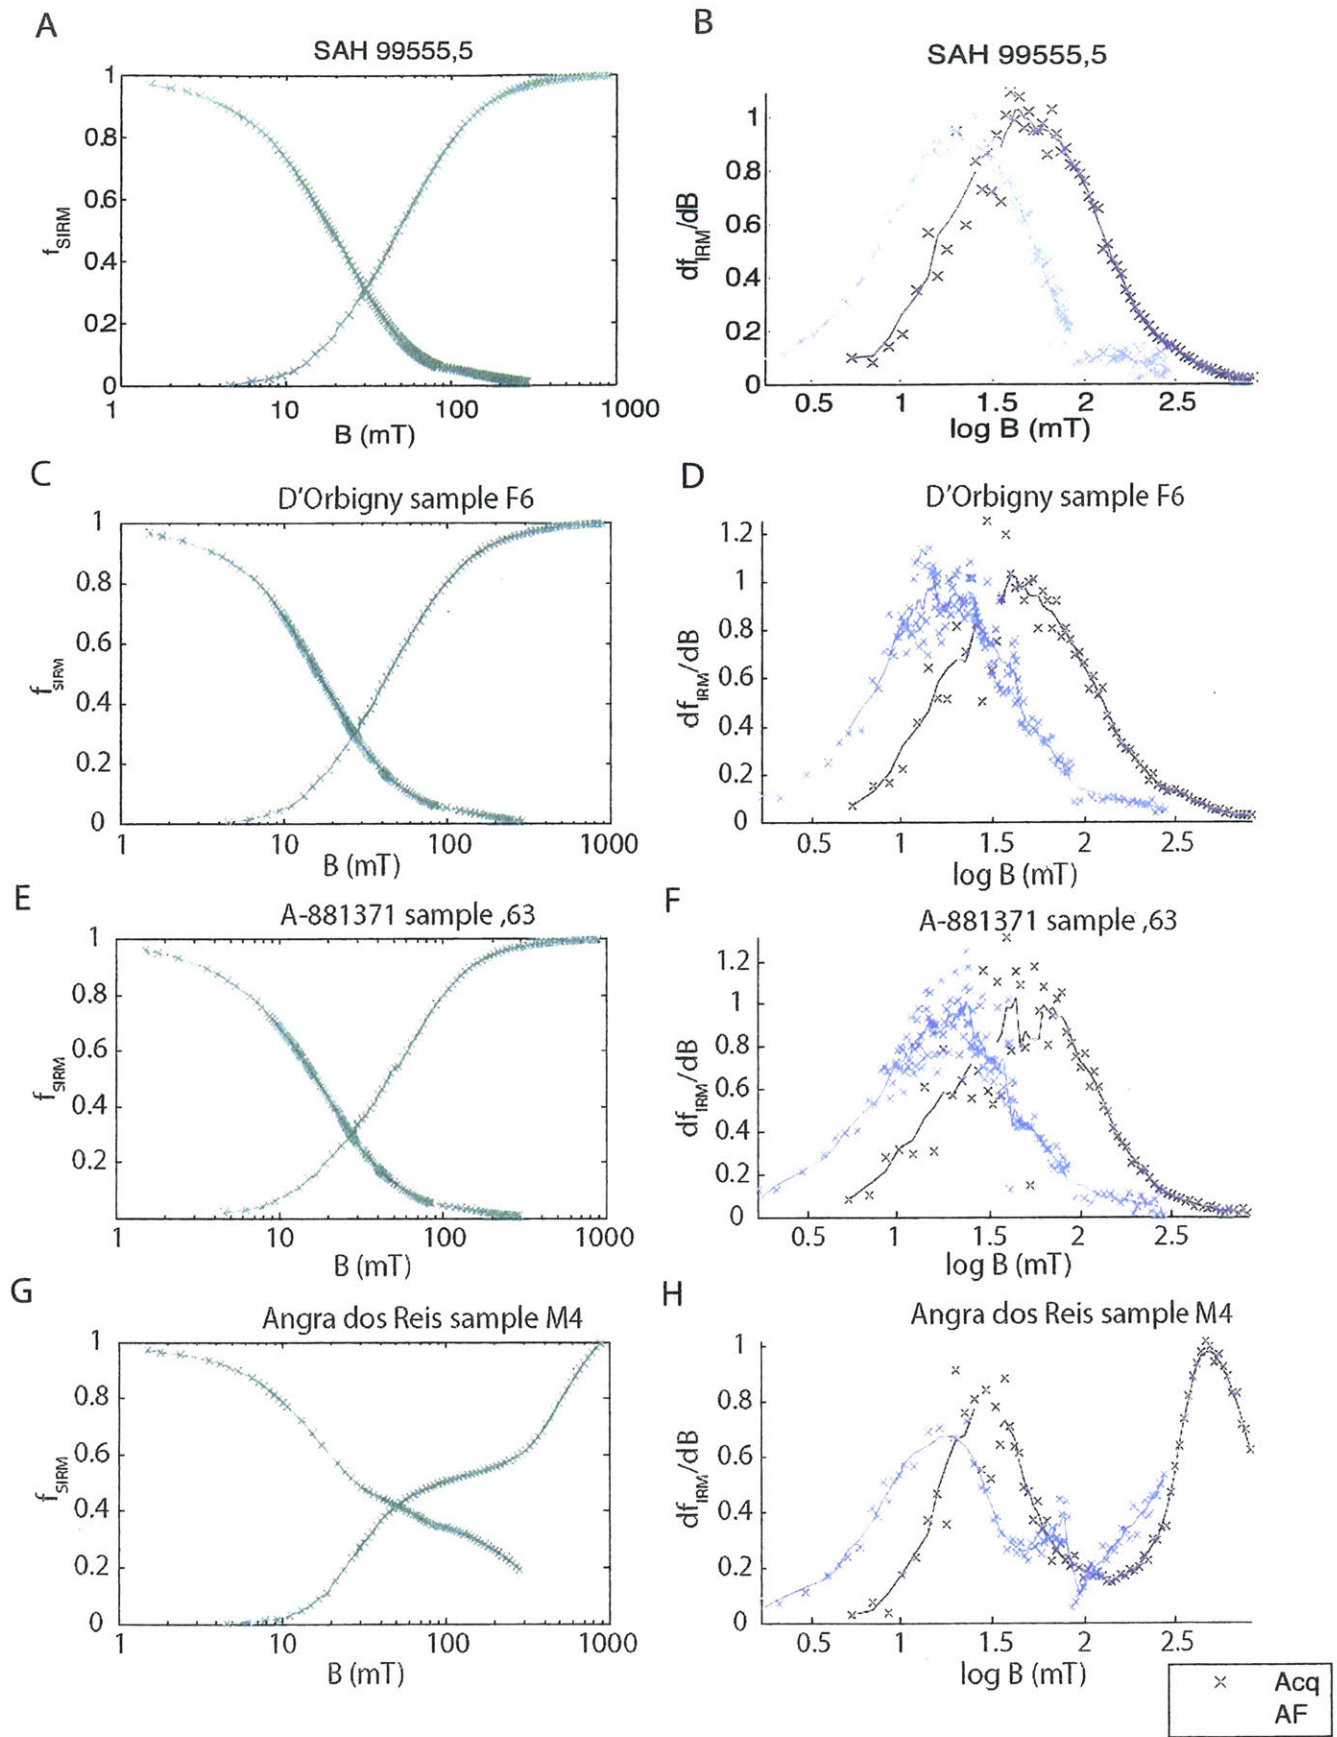 A
SAH 99555,5
1
0.8
0.6
0.4
0.2
0
f_SIRM
1 10 100 1000
B (mT)
B
SAH 99555,5
1
0.8
0.6
0.4
0.2
0
df_IRM/dB
0.5 1 1.5 2 2.5
log B (mT)
C
D'Orbigny sample F6
1
0.8
0.6
0.4
0.2
0
f_SIRM
1 10 100 1000
B (mT)
D
D'Orbigny sample F6
1.2
1
0.8
0.6
0.4
0.2
0
df_IRM/dB
0.5 1 1.5 2 2.5
log B (mT)
E
A-881371 sample ,63
1
0.8
0.6
0.4
0.2
f_SIRM
1 10 100 1000
B (mT)
F
A-881371 sample ,63
1.2
1
0.8
0.6
0.4
0.2
0
df_IRM/dB
0.5 1 1.5 2 2.5
log B (mT)
G
Angra dos Reis sample M4
1
0.8
0.6
0.4
0.2
0
f_SIRM
1 10 100 1000
B (mT)
H
Angra dos Reis sample M4
1
0.8
0.6
0.4
0.2
0
df_IRM/dB
0.5 1 1.5 2 2.5
log B (mT)
Acq
AF